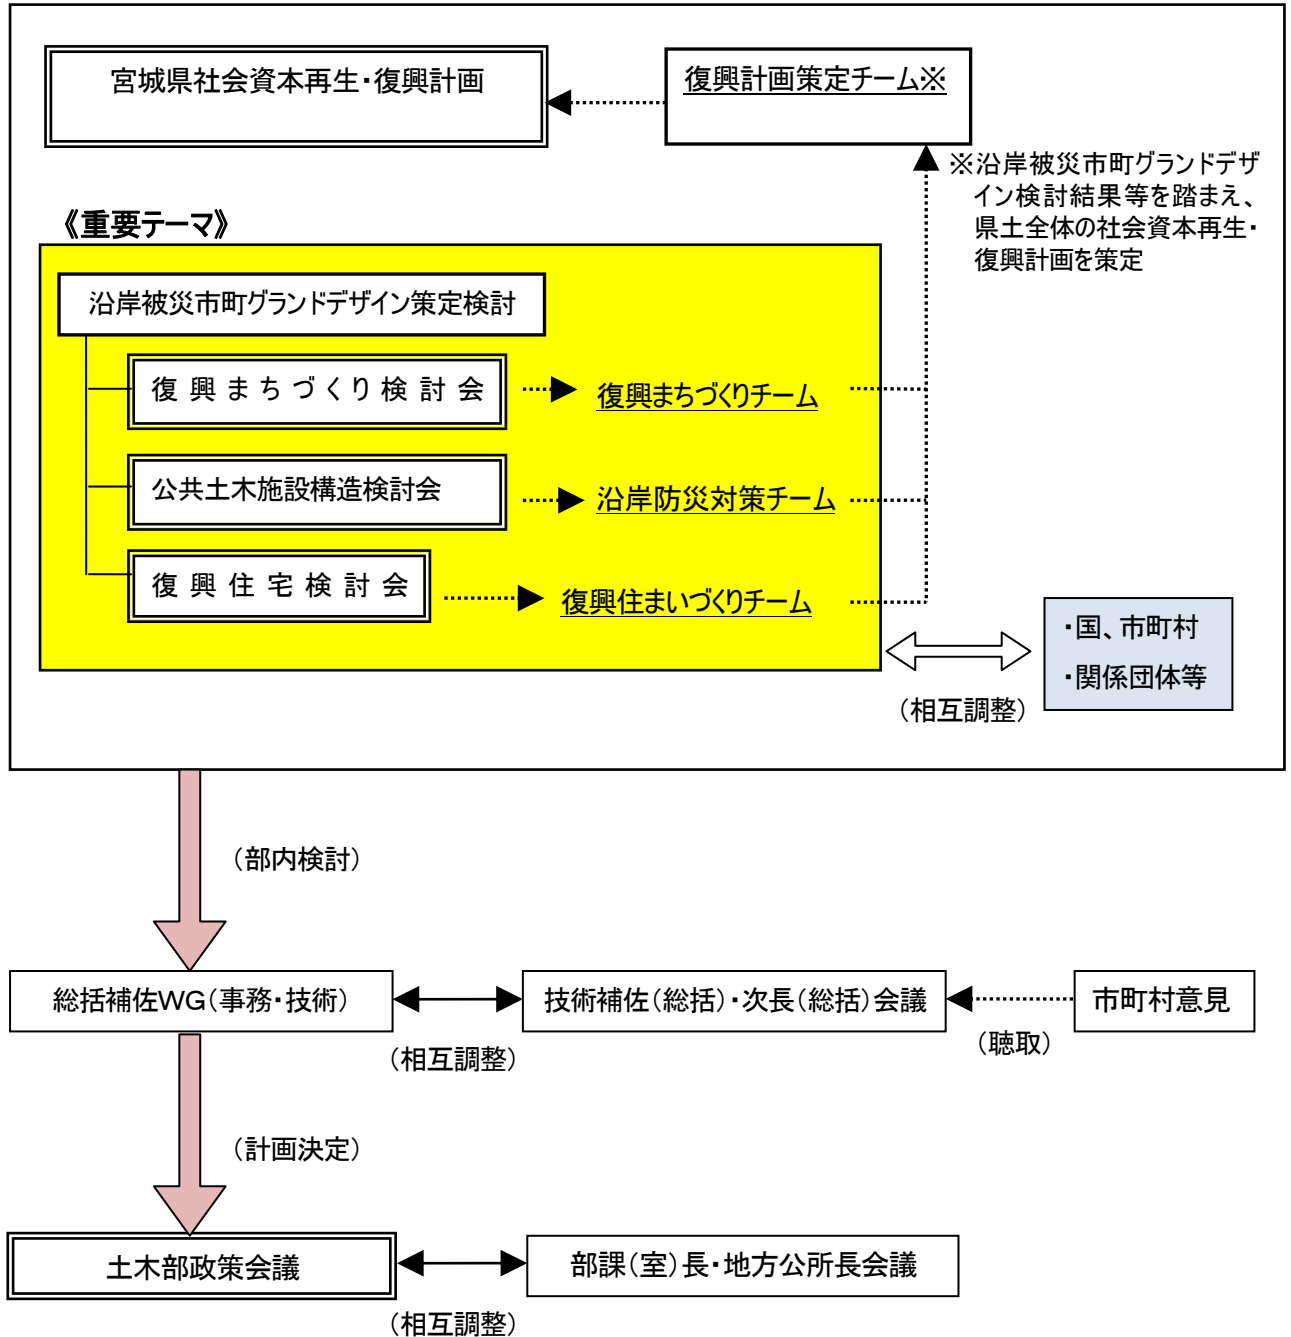 宮城県社会資本再生・復興計画
復興計画策定チーム※
※沿岸被災市町グランドデザ
イン検討結果等を踏まえ、
県土全体の社会資本再生・
復興計画を策定
《重要テーマ》
沿岸被災市町グランドデザイン策定検討
復興まちづくり検討会
復興まちづくりチーム
公共土木施設構造検討会
沿岸防災対策チーム
復興住宅検討会
復興住まいづくりチーム
・国、市町村
・関係団体等
（相互調整）
（部内検討）
総括補佐WG（事務・技術）
技術補佐（総括）・次長（総括）会議
市町村意見
（相互調整）
（聴取）
（計画決定）
土木部政策会議
部課（室）長・地方公所長会議
（相互調整）